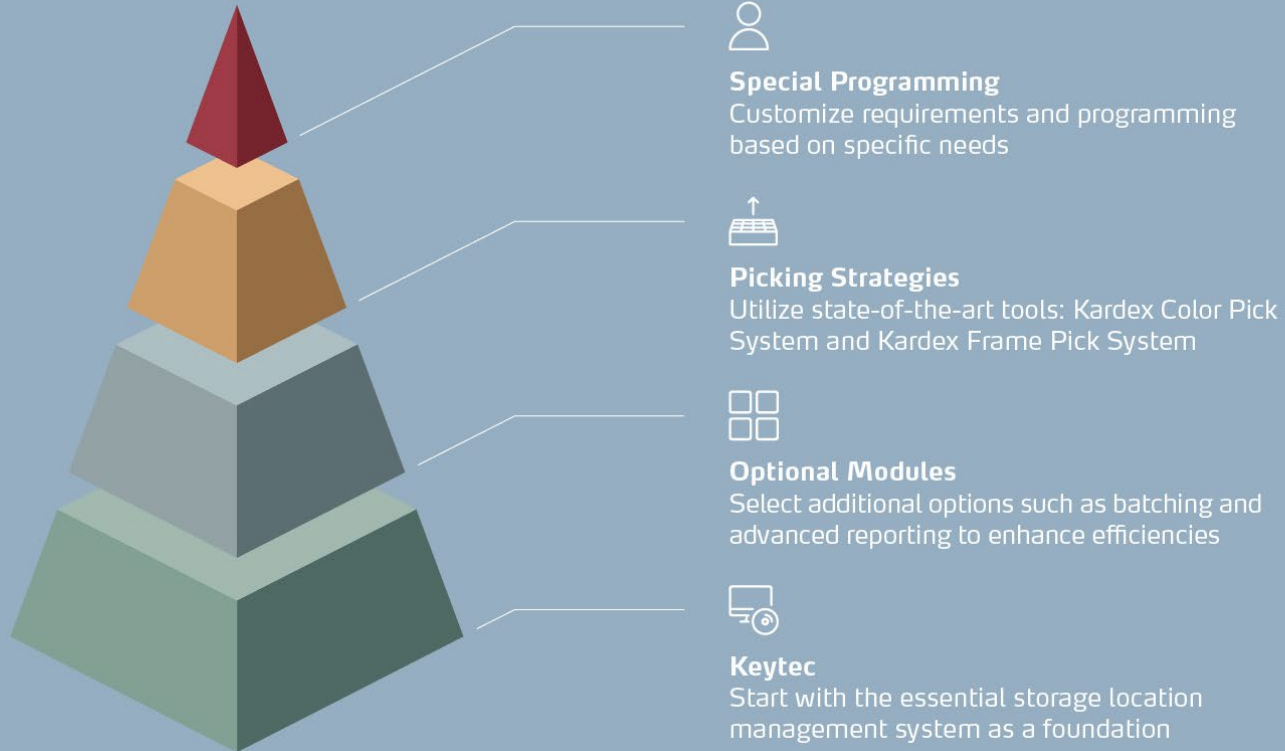 Special Programming
Customize requirements and programming
based on specific needs
Picking Strategies
Utilize state-of-the-art tools: Kardex Color Pick
System and Kardex Frame Pick System
Optional Modules
Select additional options such as batching and
advanced reporting to enhance efficiencies
Keytec
Start with the essential storage location
management system as a foundation